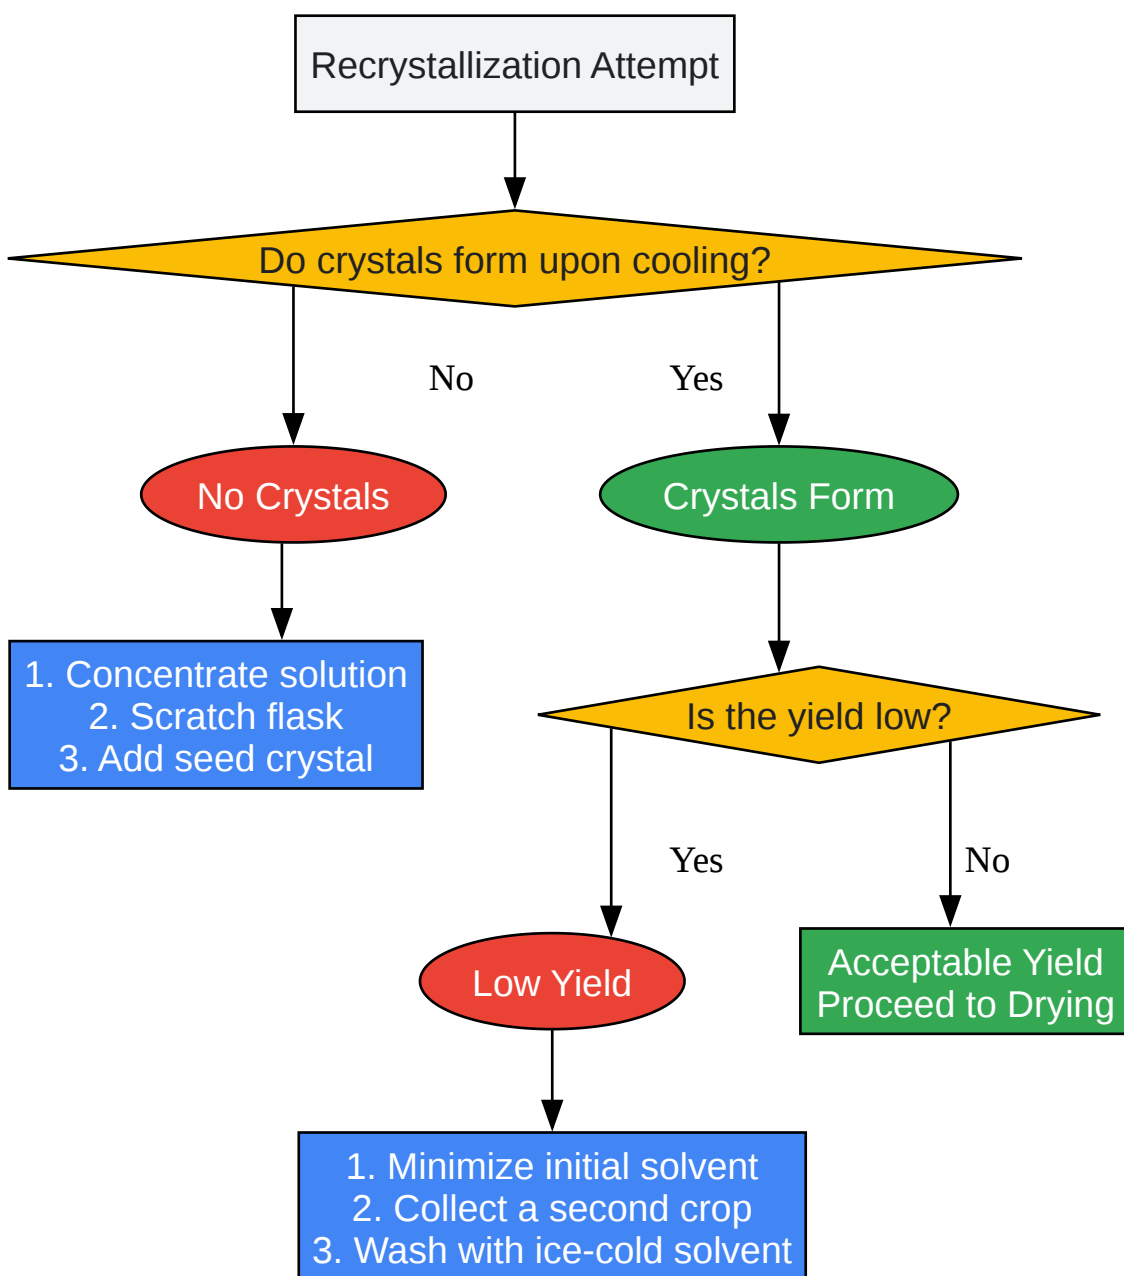 Recrystallization Attempt
Do crystals form upon cooling?
No
Yes
No Crystals
Crystals Form
1. Concentrate solution
2. Scratch flask
3. Add seed crystal
Is the yield low?
Yes
No
Low Yield
Acceptable Yield
Proceed to Drying
1. Minimize initial solvent
2. Collect a second crop
3. Wash with ice-cold solvent